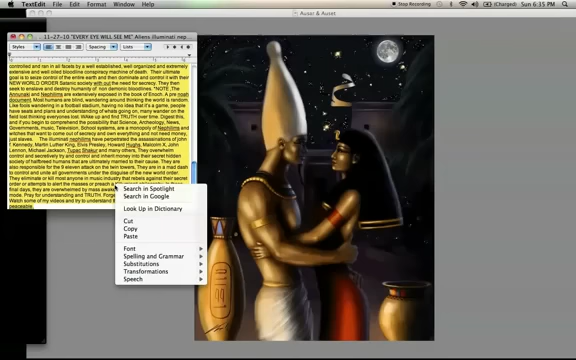 TextEdit File Edit Format Window Help
Stop Recording (Charged) Sun 6:35 PM
Ausar & Auset
11-27-10 "EVERY EYE WILL SEE ME" Aliens illuminati nep...
Styles Spacing Lists
controlled and ran in all facets by a well established, well organized and extremely
extensive and well oiled bloodline conspiracy machine of death. Their ultimate
goal is to seize control of the entire earth and then dominate and control it with their
NEW WORLD ORDER Satanic society with out the need for secrecy. They then
seek to enslave and destroy humanity or non demonic bloodlines. *NOTE ,The
Annanuki and Nephilims are extensively exposed in the book of Enoch. A pre noah
document. Most humans are blind, wandering around thinking the world is random.
Like fools wandering in a football stadium, having no idea that it's a game, people
have seats and plans and understanding of whats going on, many wander on the
field lost thinking everyones lost. WAke up and find TRUTH over time. Digest this,
and if you begin to comprehend the possibility that Science, Archeology, News,
Government, music, Television, School systems, are a monopoly of Nephilims and
witches that want to come out of secrecy and own everything and not need money,
just slaves. The Illuminati nephilims have perpetrated the assassinations of john
f. Kennedy, Martin Luthor King, Elvis Presley, Howard Hughs, Malcolm X, John
Lennon, Michael Jackson, Tupac Shakur and many others. They
control and secretively try to control and inherit money into their secret hidden
society of halfbreed humans that are ultimately married to their cause. They are
also responsible for the 9 eleven attack on the twin towers, They are in a mad dash
to control and unite all governments under the disguise of the new world order.
They eliminate or kill most anyone in music industry that rebels against their secret
order or attempts to alert the masses or preach a
final days, they are overwhelmed by mass awak
mode. Pray for understanding and TRUTH. Forg
Watch some of my videos and try to understand
peaceable.
Search in Spotlight
Search in Google
Look Up in Dictionary
Cut
Copy
Paste
Font
Spelling and Grammar
Substitutions
Transformations
Speech